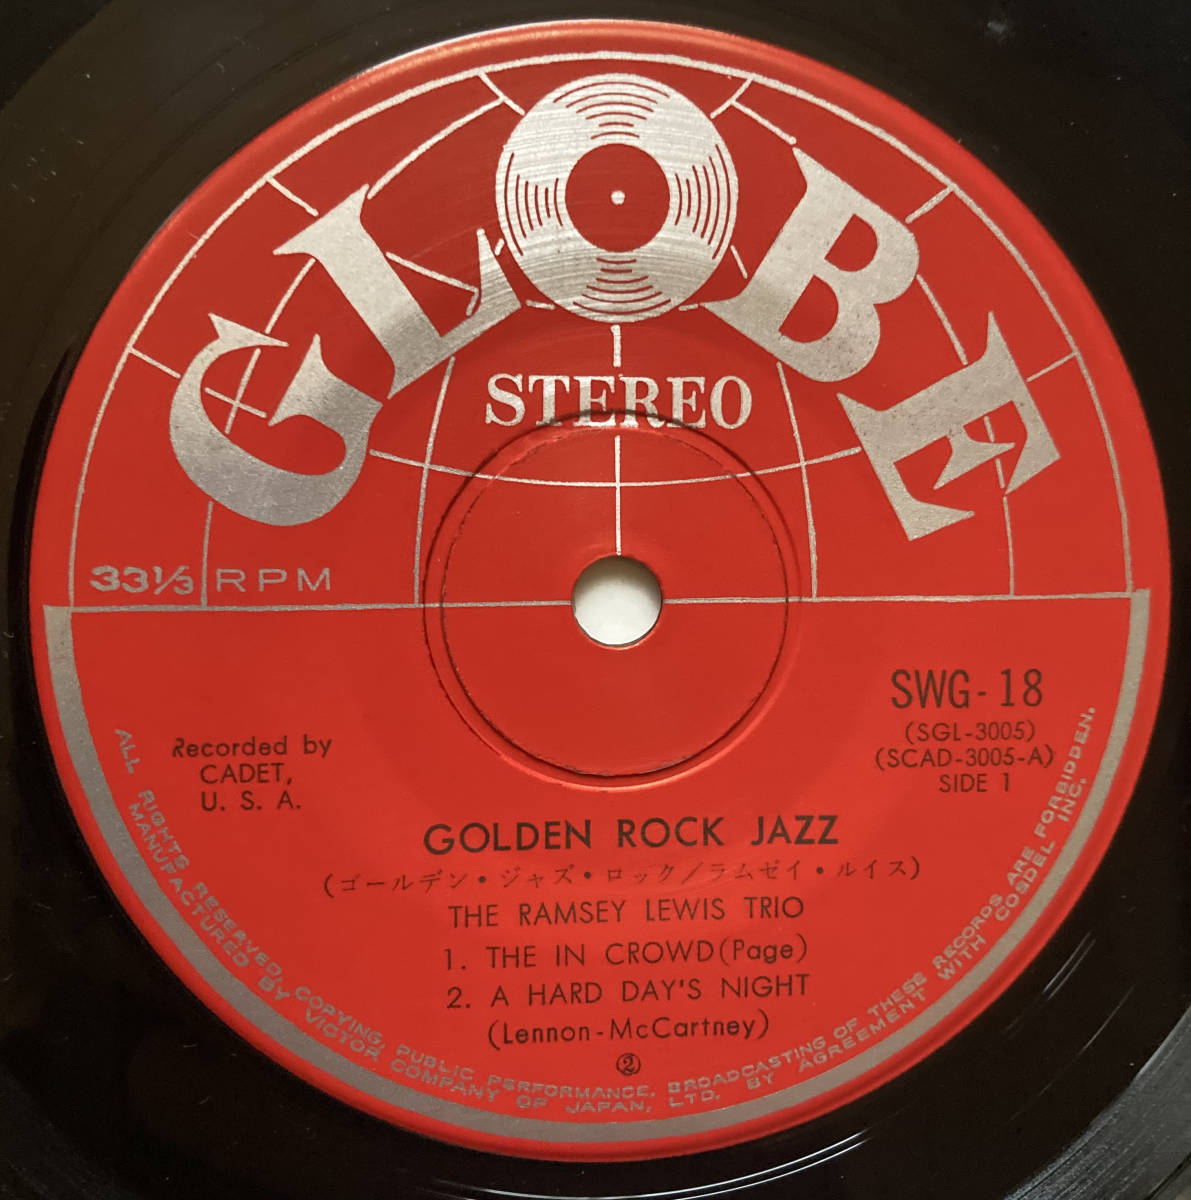 GLOBE
STEREO
33⅓ RPM
SWG-18
(SGL-3005)
(SCAD-3005-A)
SIDE 1
Recorded by
CADET,
U. S. A.
GOLDEN ROCK JAZZ
(ゴールデン・ジャズ・ロック/ラムゼイ・ルイス)
THE RAMSEY LEWIS TRIO
1. THE IN CROWD (Page)
2. A HARD DAY'S NIGHT
(Lennon-McCartney)
②
ALL RIGHTS RESERVED, COPYING, PUBLIC PERFORMANCE, BROADCASTING OF THESE RECORDS ARE FORBIDDEN.
MANUFACTURED BY VICTOR COMPANY OF JAPAN, LTD. BY AGREEMENT WITH COSDEL INC.